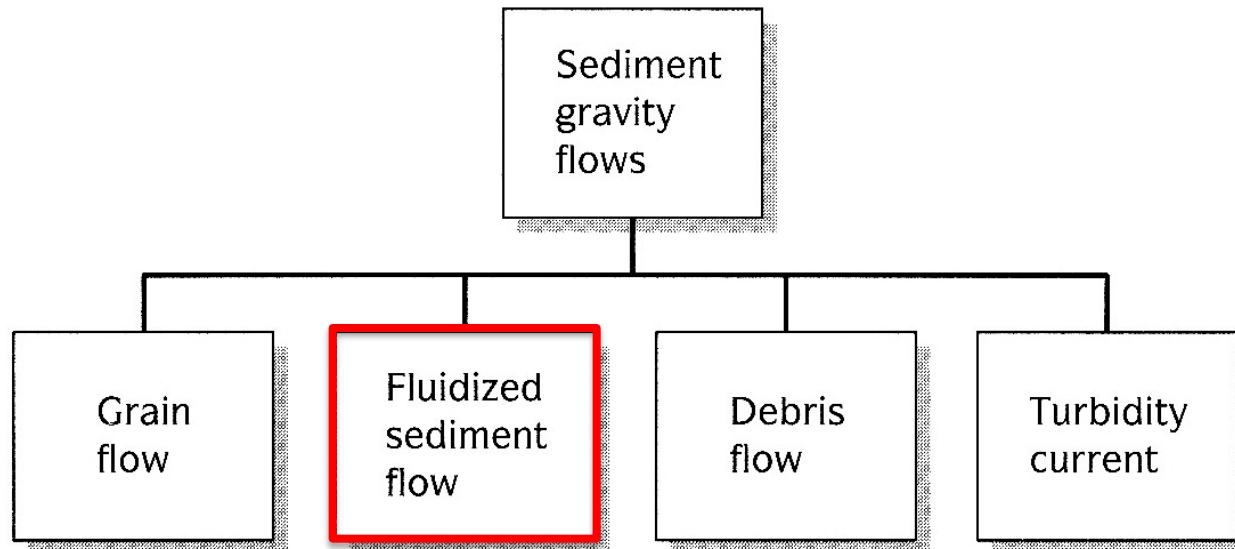 Sediment
gravity
flows
Grain
flow
Fluidized
sediment
flow
Debris
flow
Turbidity
current